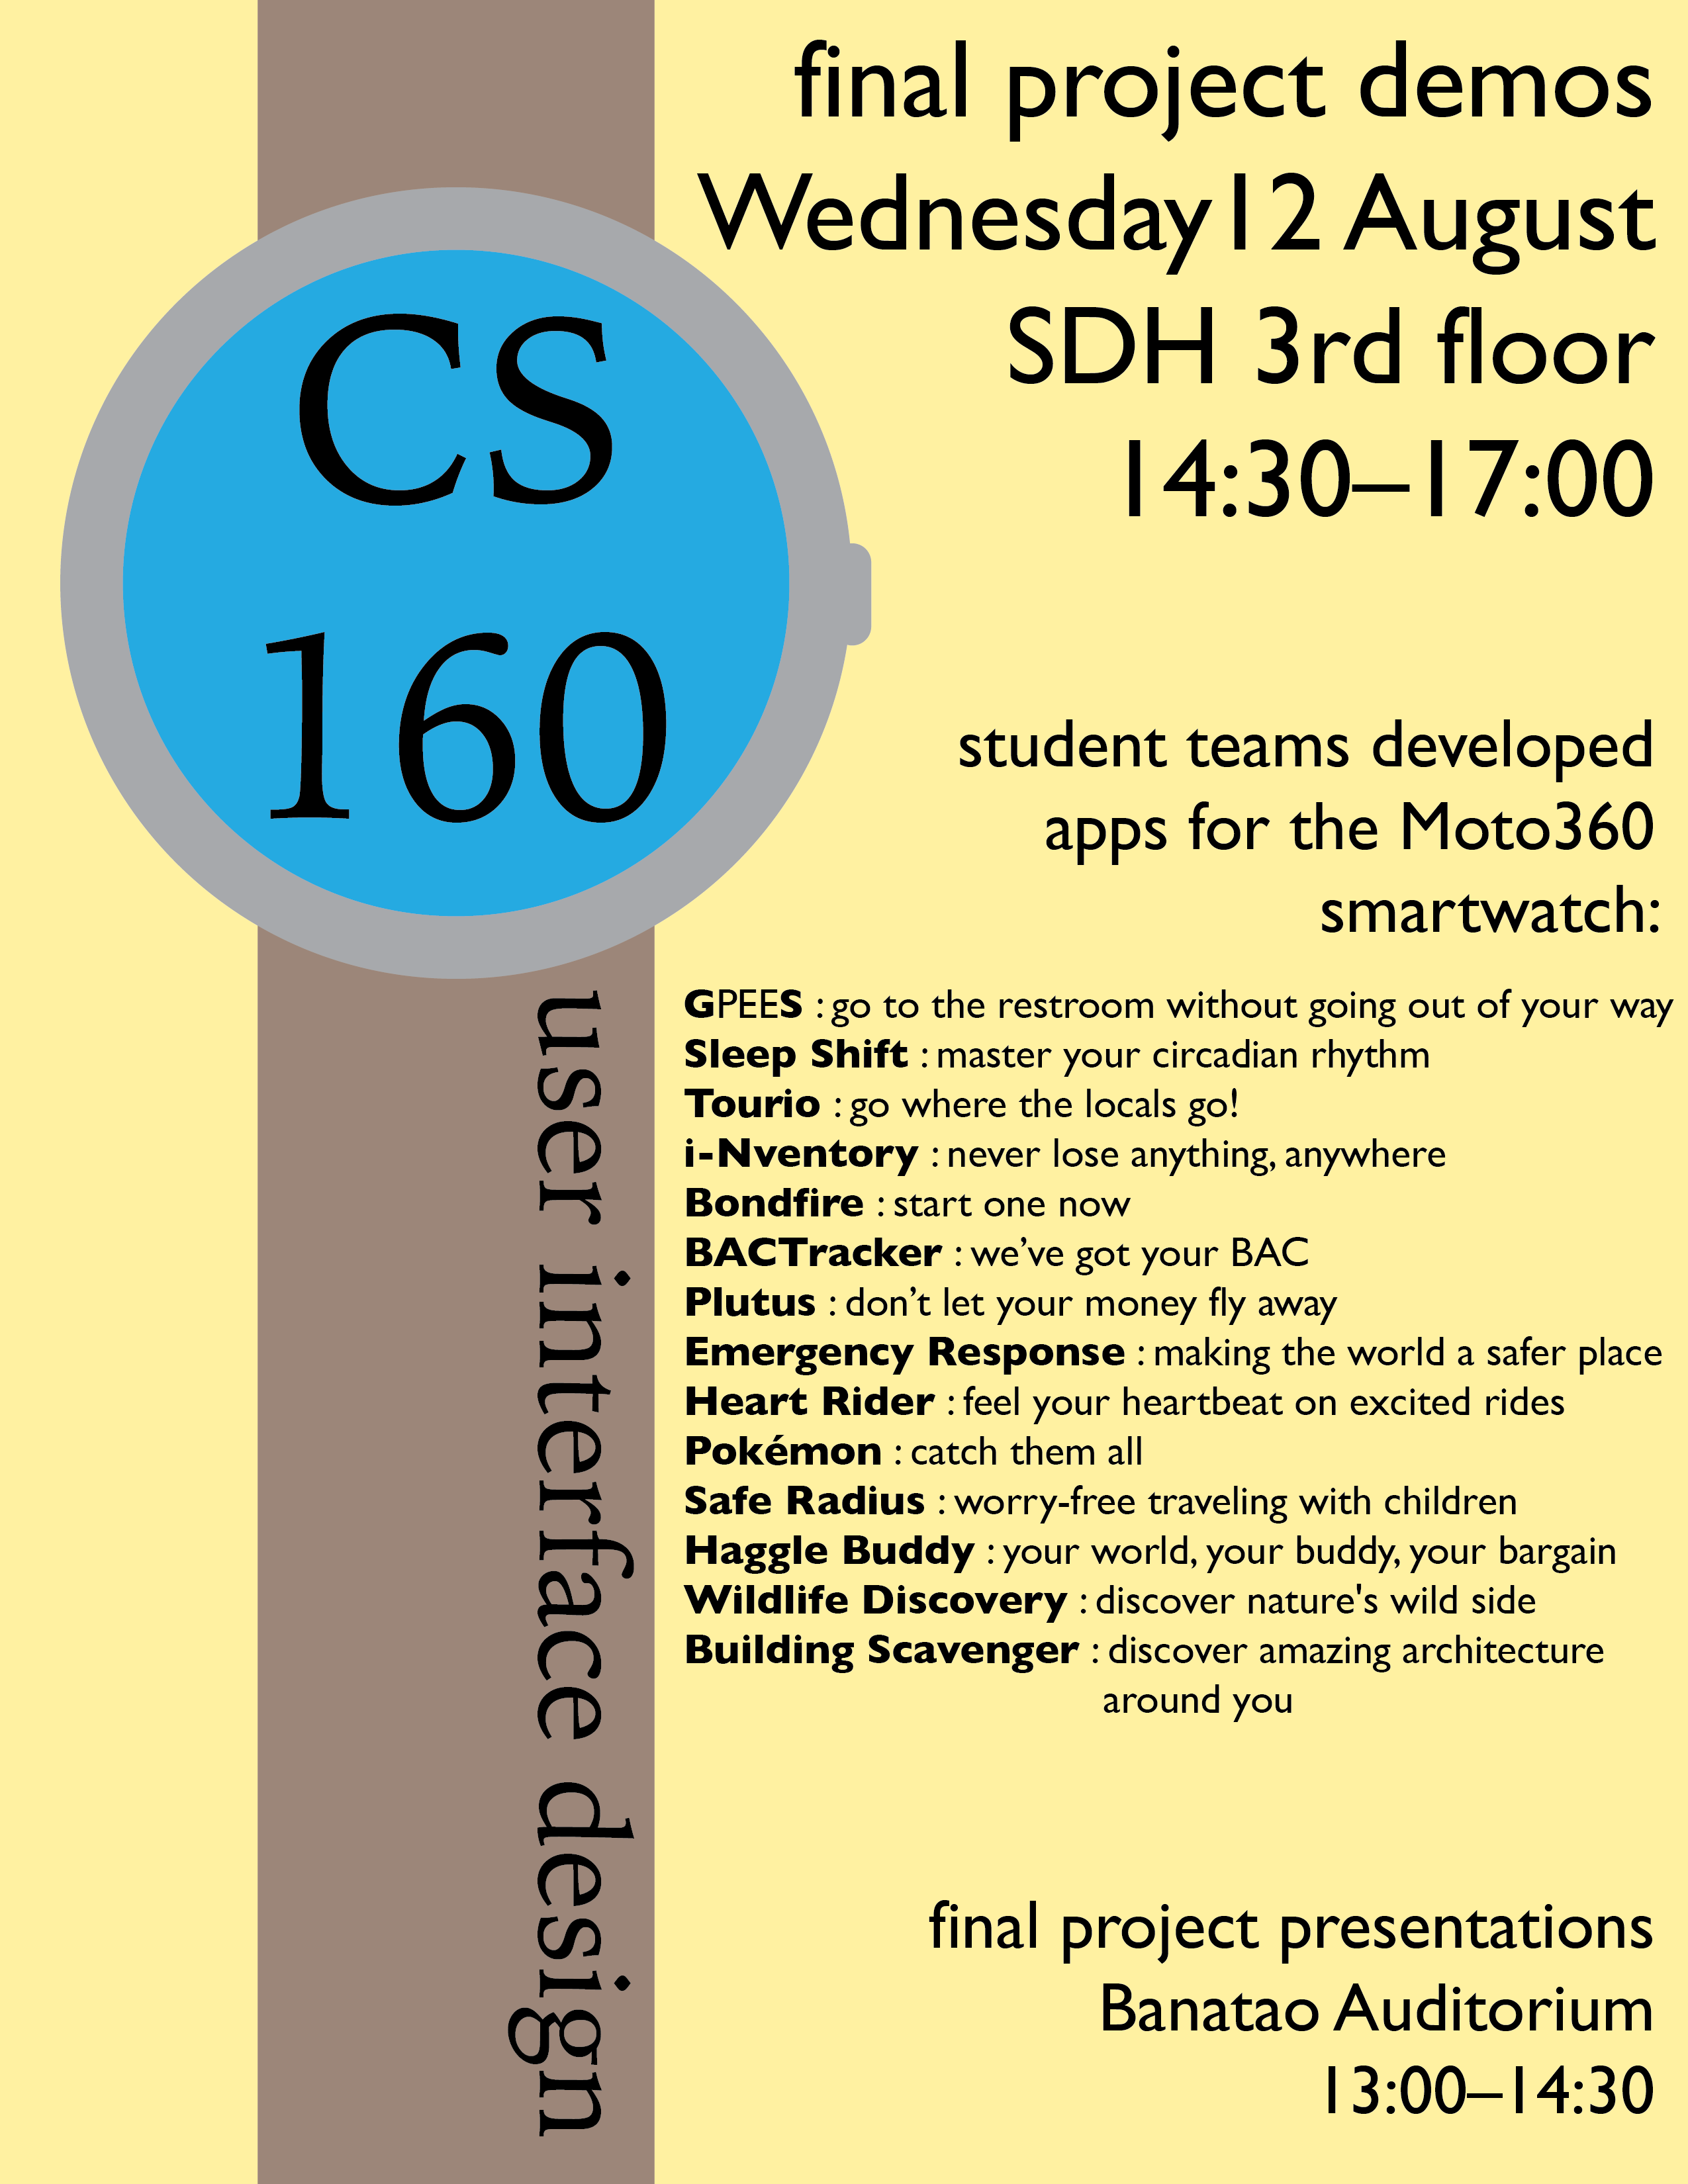 final project demos
Wednesday12 August
SDH 3rd floor
14:30–17:00
CS
160
user interface design
student teams developed
apps for the Moto360
smartwatch:
GPEES : go to the restroom without going out of your way
Sleep Shift : master your circadian rhythm
Tourio : go where the locals go!
i-Nventory : never lose anything, anywhere
Bondfire : start one now
BACTracker : we’ve got your BAC
Plutus : don’t let your money fly away
Emergency Response : making the world a safer place
Heart Rider : feel your heartbeat on excited rides
Pokémon : catch them all
Safe Radius : worry-free traveling with children
Haggle Buddy : your world, your buddy, your bargain
Wildlife Discovery : discover nature's wild side
Building Scavenger : discover amazing architecture
around you
final project presentations
Banatao Auditorium
13:00–14:30